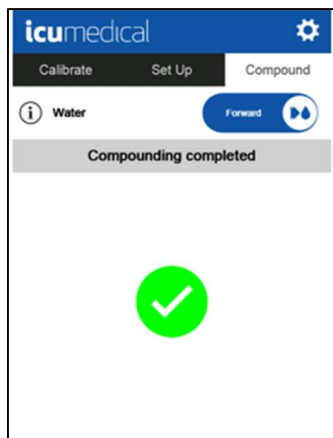 icumedical
Calibrate Set Up Compound
Water Forward
Compounding completed